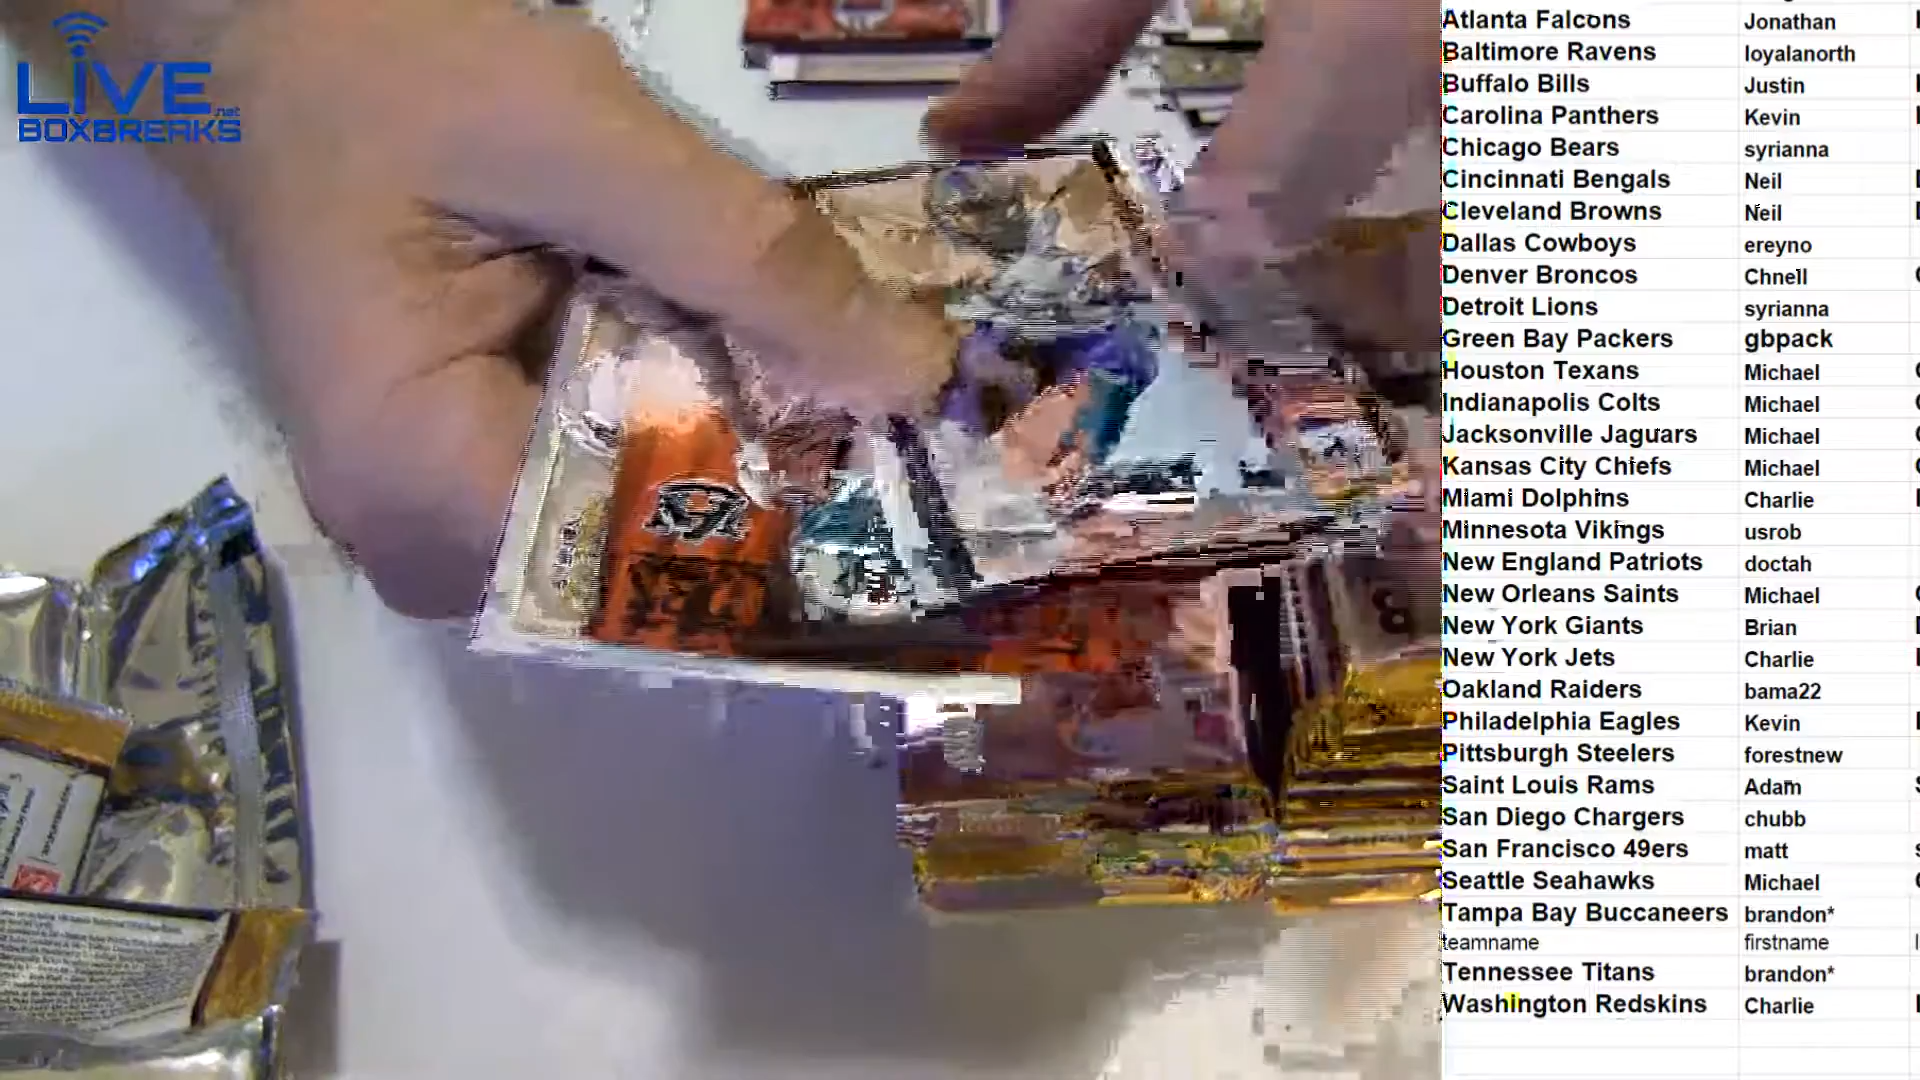 LIVE
.net
BOXBREAKS
Atlanta Falcons Jonathan
Baltimore Ravens loyalanorth
Buffalo Bills Justin
Carolina Panthers Kevin
Chicago Bears syrianna
Cincinnati Bengals Neil
Cleveland Browns Neil
Dallas Cowboys ereyno
Denver Broncos Chnell
Detroit Lions syrianna
Green Bay Packers gbpack
Houston Texans Michael
Indianapolis Colts Michael
Jacksonville Jaguars Michael
Kansas City Chiefs Michael
Miami Dolphins Charlie
Minnesota Vikings usrob
New England Patriots doctah
New Orleans Saints Michael
New York Giants Brian
New York Jets Charlie
Oakland Raiders bama22
Philadelphia Eagles Kevin
Pittsburgh Steelers forestnew
Saint Louis Rams Adam
San Diego Chargers chubb
San Francisco 49ers matt
Seattle Seahawks Michael
Tampa Bay Buccaneers brandon*
teamname firstname
Tennessee Titans brandon*
Washington Redskins Charlie